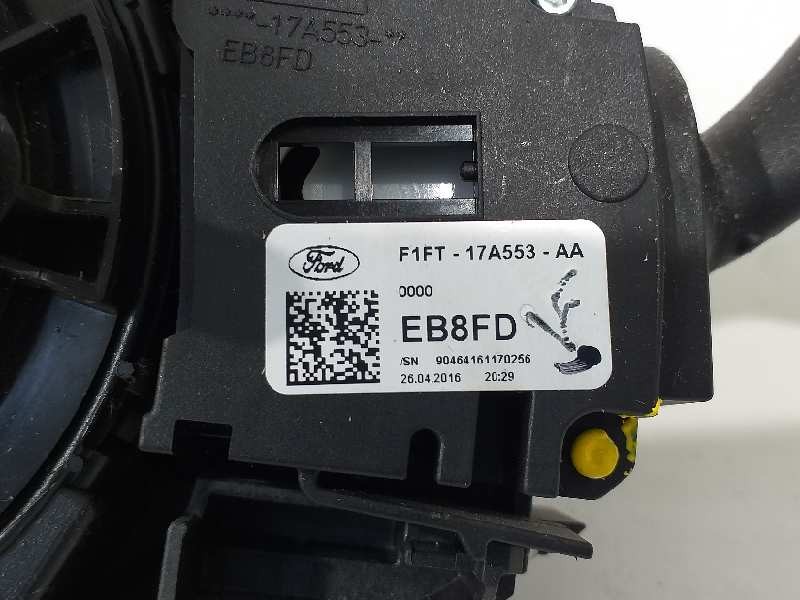 ****-17A553-**
EB8FD
Ford
F1FT - 17A553 - AA
0000
EB8FD
/SN 90464161170256
26.04.2016 20:29